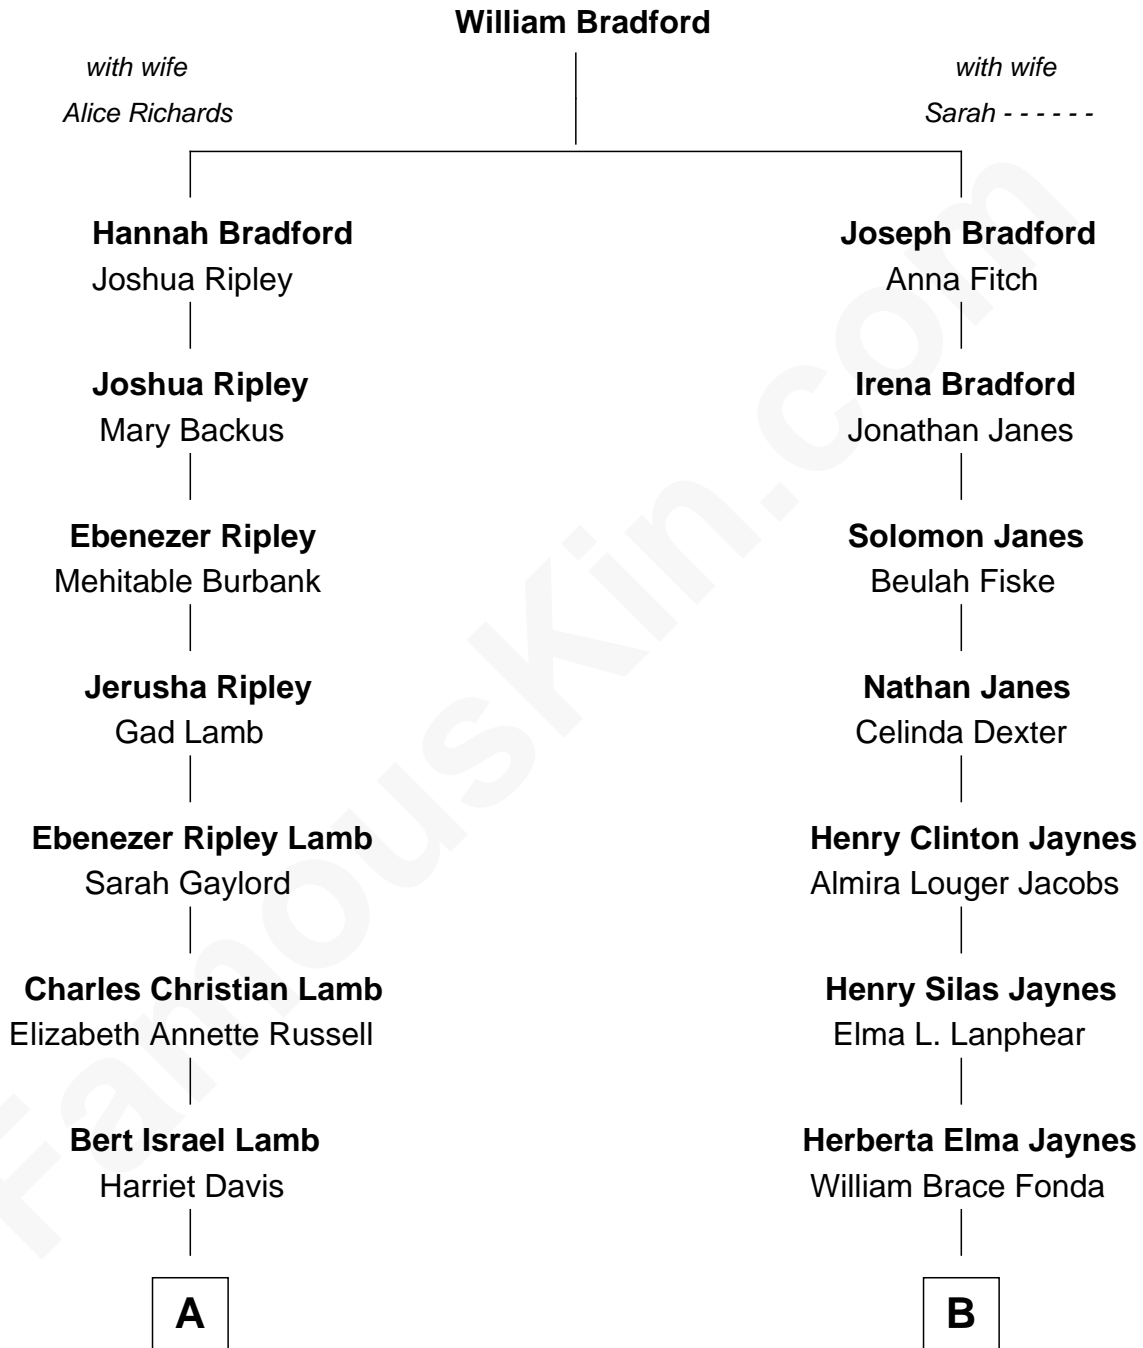 William Bradford
with wife
Alice Richards
with wife
Sarah - - - - - -
Hannah Bradford
Joshua Ripley
Joseph Bradford
Anna Fitch
Joshua Ripley
Mary Backus
Irena Bradford
Jonathan Janes
Ebenezer Ripley
Mehitable Burbank
Solomon Janes
Beulah Fiske
Jerusha Ripley
Gad Lamb
Nathan Janes
Celinda Dexter
Ebenezer Ripley Lamb
Sarah Gaylord
Henry Clinton Jaynes
Almira Louger Jacobs
Charles Christian Lamb
Elizabeth Annette Russell
Henry Silas Jaynes
Elma L. Lanphear
Bert Israel Lamb
Harriet Davis
Herberta Elma Jaynes
William Brace Fonda
A
B
FamousKin.com